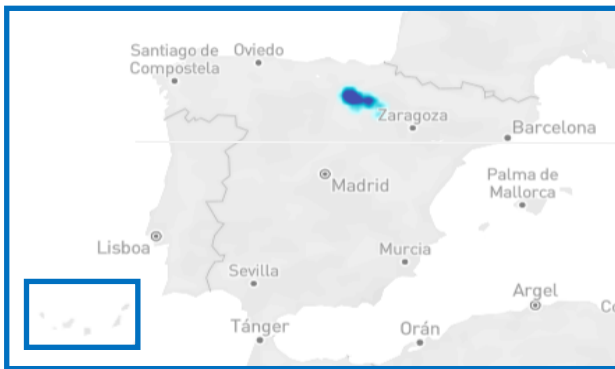 Santiago de
Compostela
Oviedo
Zaragoza
Barcelona
Madrid
Palma de
Mallorca
Lisboa
Murcia
Sevilla
Argel
Tánger
Orán